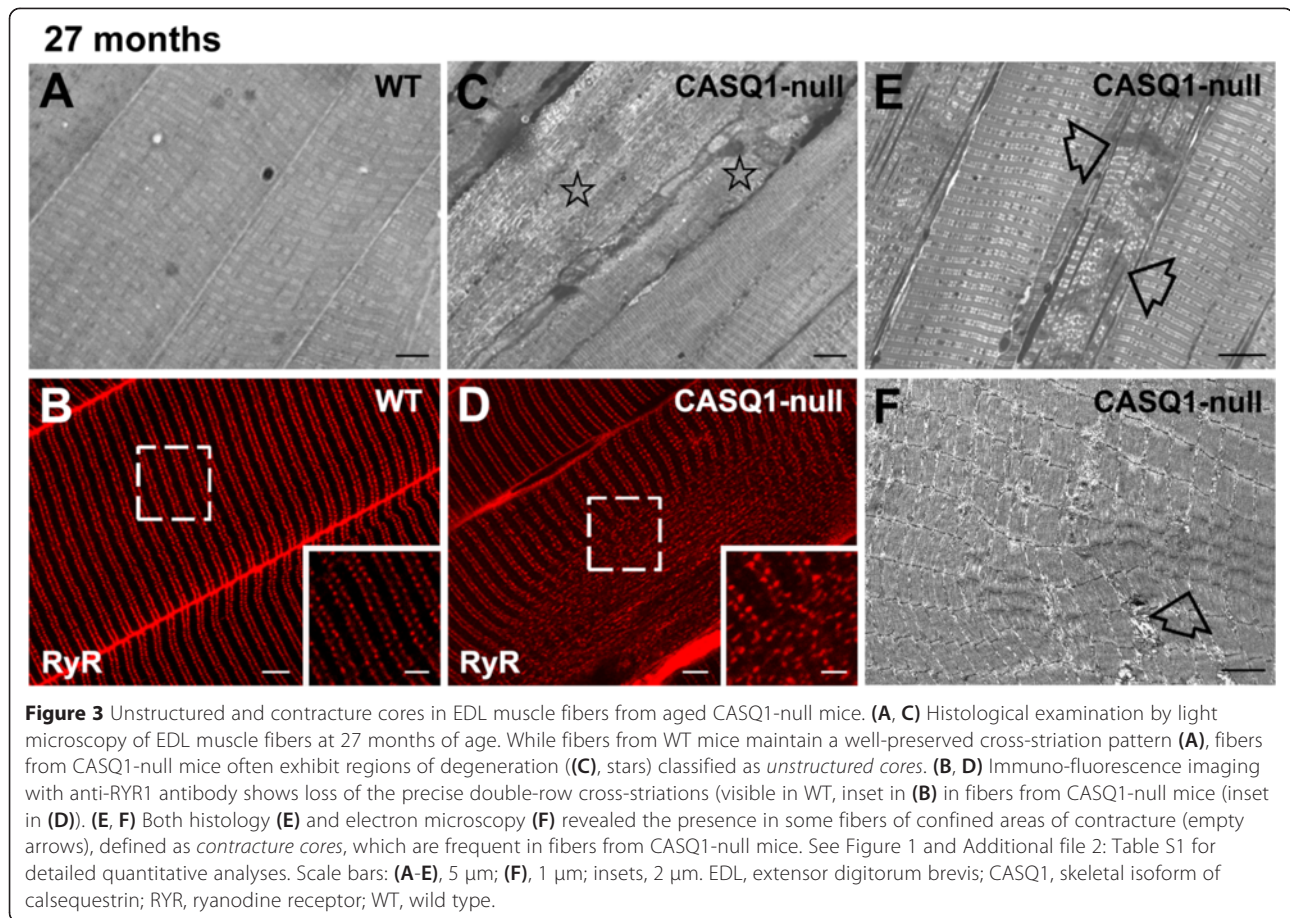 27 months
A
WT
C
CASQ1-null
E
CASQ1-null
B
WT
RyR
D
CASQ1-null
RyR
F
CASQ1-null
Figure 3 Unstructured and contracture cores in EDL muscle fibers from aged CASQ1-null mice. (A, C) Histological examination by light
microscopy of EDL muscle fibers at 27 months of age. While fibers from WT mice maintain a well-preserved cross-striation pattern (A), fibers
from CASQ1-null mice often exhibit regions of degeneration ((C), stars) classified as unstructured cores. (B, D) Immuno-fluorescence imaging
with anti-RYR1 antibody shows loss of the precise double-row cross-striations (visible in WT, inset in (B) in fibers from CASQ1-null mice (inset
in (D)). (E, F) Both histology (E) and electron microscopy (F) revealed the presence in some fibers of confined areas of contracture (empty
arrows), defined as contracture cores, which are frequent in fibers from CASQ1-null mice. See Figure 1 and Additional file 2: Table S1 for
detailed quantitative analyses. Scale bars: (A-E), 5 μm; (F), 1 μm; insets, 2 μm. EDL, extensor digitorum brevis; CASQ1, skeletal isoform of
calsequestrin; RYR, ryanodine receptor; WT, wild type.